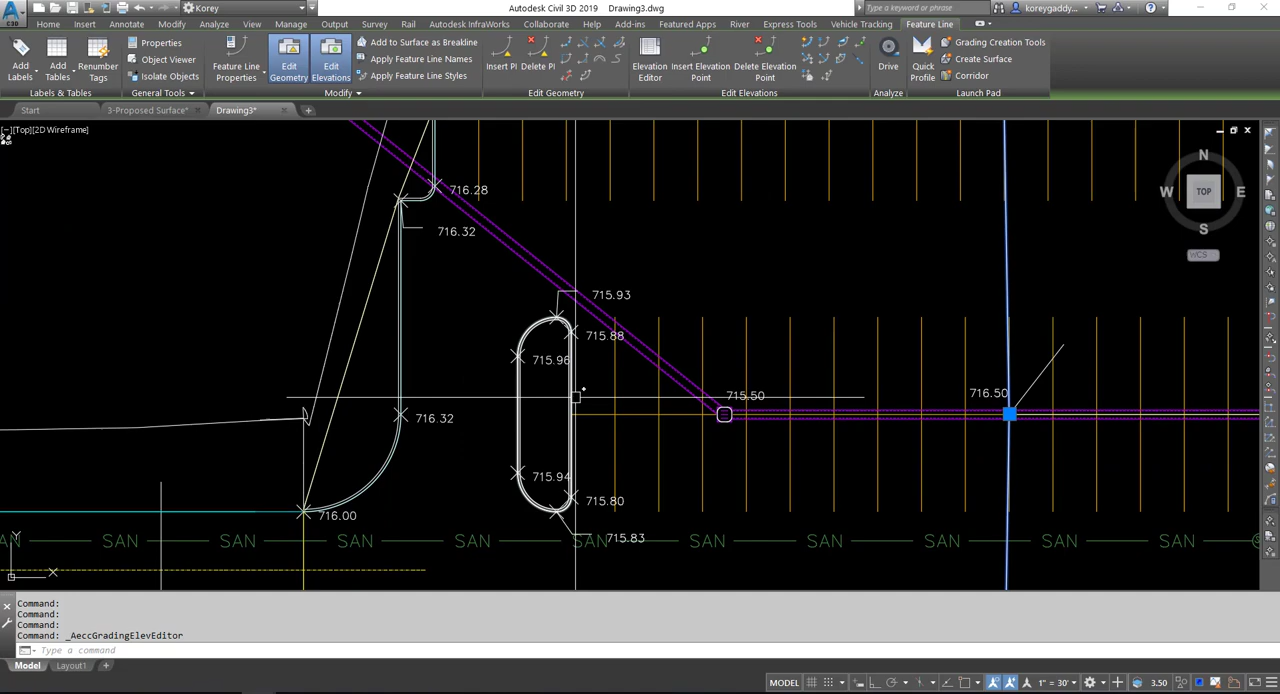 A
C3D
Korey
Autodesk Civil 3D 2019 Drawing3.dwg
Type a keyword or phrase
koreygaddy...
Home Insert Annotate Modify Analyze View Manage Output Survey Rail Autodesk InfraWorks Collaborate Help Add-ins Featured Apps River Express Tools Vehicle Tracking Feature Line
Add Labels
Add Tables
Renumber Tags
Properties
Object Viewer
Isolate Objects
Feature Line Properties
Edit Geometry
Edit Elevations
Add to Surface as Breakline
Apply Feature Line Names
Apply Feature Line Styles
Insert PI
Delete PI
Elevation Editor
Insert Elevation Point
Delete Elevation Point
Drive
Quick Profile
Grading Creation Tools
Create Surface
Corridor
Labels & Tables
General Tools
Modify
Edit Geometry
Edit Elevations
Analyze
Launch Pad
Start 3-Proposed Surface* Drawing3*
[−][Top][2D Wireframe]
N
W TOP E
S
WCS
716.28
716.32
715.93
715.88
715.96
715.50
716.50
716.32
715.94
715.80
716.00
715.83
SAN SAN SAN SAN SAN SAN SAN SAN SAN SAN SAN
Y
X
Command:
Command:
Command:
Command: _AeccGradingElevEditor
Type a command
Model Layout1 +
MODEL
1" = 30'
3.50